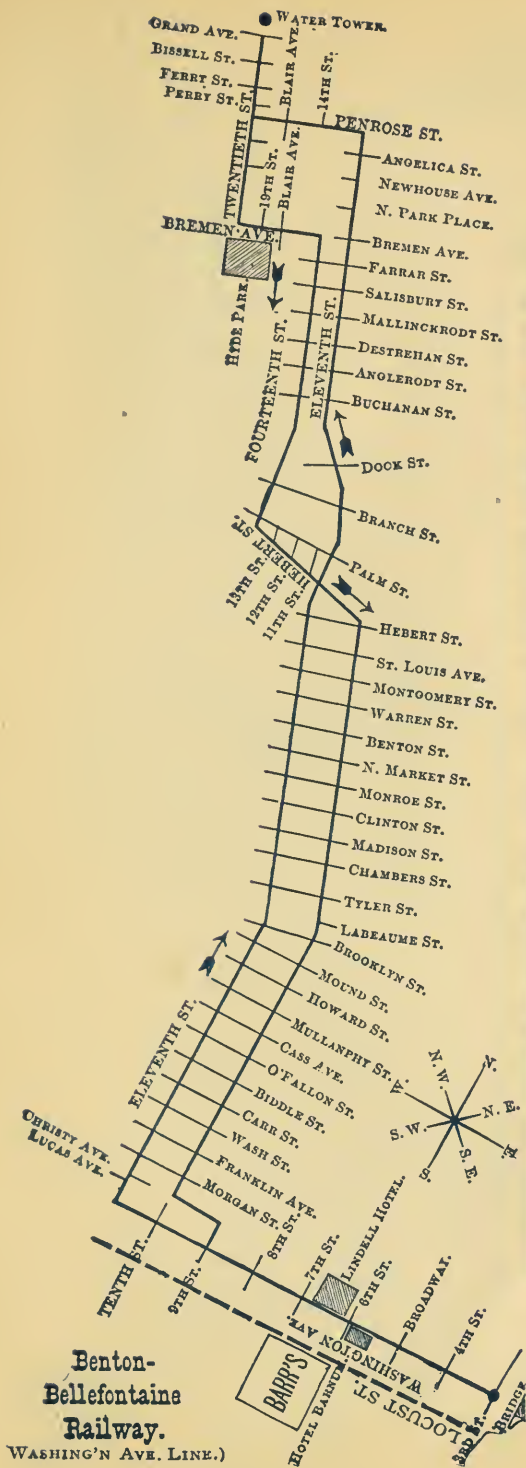 WATER TOWER.
GRAND AVE.
BISSELL ST.
FERRY ST.
PERRY ST.
BLAIR AVE.
14TH ST.
PENROSE ST.
TWENTIETH ST.
19TH ST.
BLAIR AVE.
ANGELICA ST.
NEWHOUSE AVE.
N. PARK PLACE.
BREMEN AVE.
BREMEN AVE.
HYDE PARK.
FARRAR ST.
SALISBURY ST.
MALLINCKRODT ST.
DESTREHAN ST.
ANGLERODT ST.
BUCHANAN ST.
FOURTEENTH ST.
ELEVENTH ST.
DOCK ST.
BRANCH ST.
PALM ST.
HEBERT ST.
13TH ST.
12TH ST.
11TH ST.
HEBERT ST.
ST. LOUIS AVE.
MONTGOMERY ST.
WARREN ST.
BENTON ST.
N. MARKET ST.
MONROE ST.
CLINTON ST.
MADISON ST.
CHAMBERS ST.
TYLER ST.
LABEAUME ST.
BROOKLYN ST.
MOUND ST.
HOWARD ST.
MULLANPHY ST.
CASS AVE.
O'FALLON ST.
BIDDLE ST.
CARR ST.
WASH ST.
FRANKLIN AVE.
MORGAN ST.
ELEVENTH ST.
CHRISTY AVE.
LUCAS AVE.
N.
N. E.
E.
S. E.
S.
S. W.
W.
N. W.
TENTH ST.
9TH ST.
8TH ST.
7TH ST.
LINDELL HOTEL.
6TH ST.
BROADWAY.
4TH ST.
WASHINGTON AVE.
LOCUST ST.
3RD ST.
BRIDGE
BARR'S
HOTEL BARNUM
Benton-
Bellefontaine
Railway.
WASHING'N AVE. LINE.)